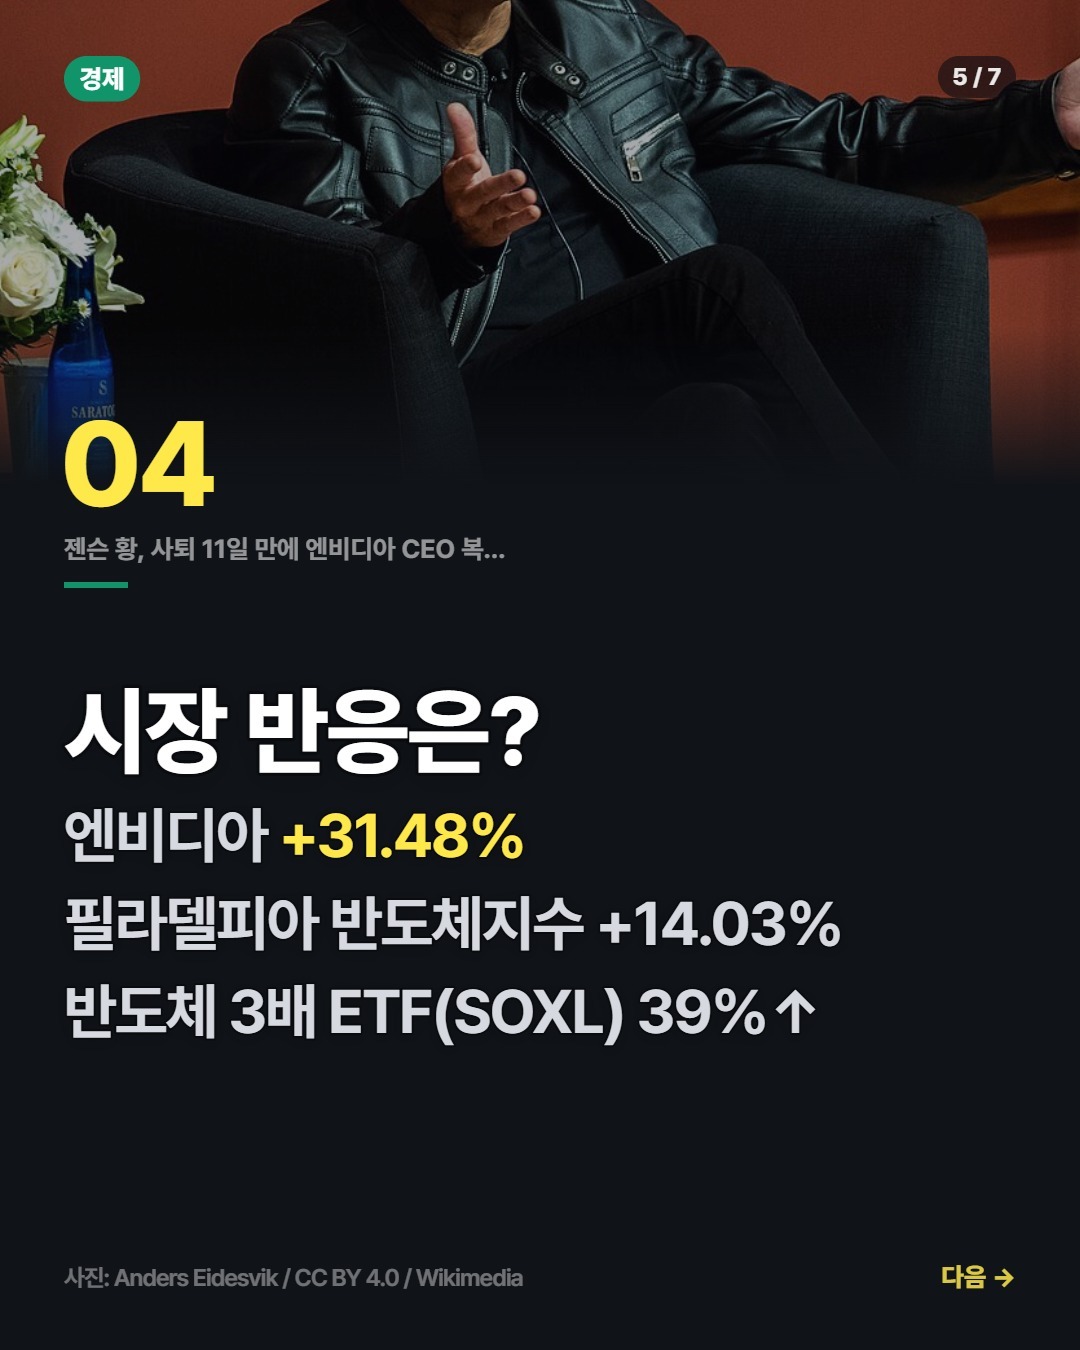 경제
5 / 7
S
04
젠슨 황, 사퇴 11일 만에 엔비디아 CEO 복...
시장 반응은?
엔비디아 +31.48%
필라델피아 반도체지수 +14.03%
반도체 3배 ETF(SOXL) 39%↑
사진: Anders Eidesvik / CC BY 4.0 / Wikimedia
다음 →